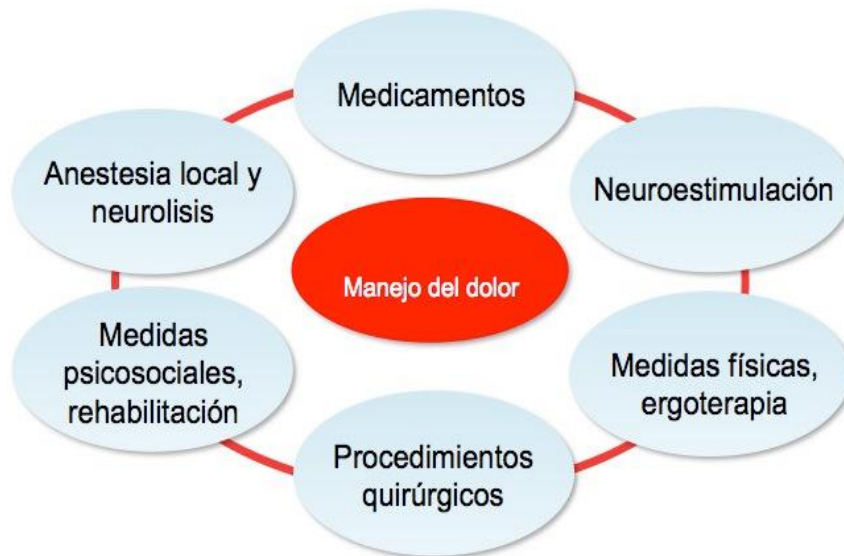 Medicamentos
Anestesia local y
neurolisis
Neuroestimulación
Manejo del dolor
Medidas
psicosociales,
rehabilitación
Medidas físicas,
ergoterapia
Procedimientos
quirúrgicos